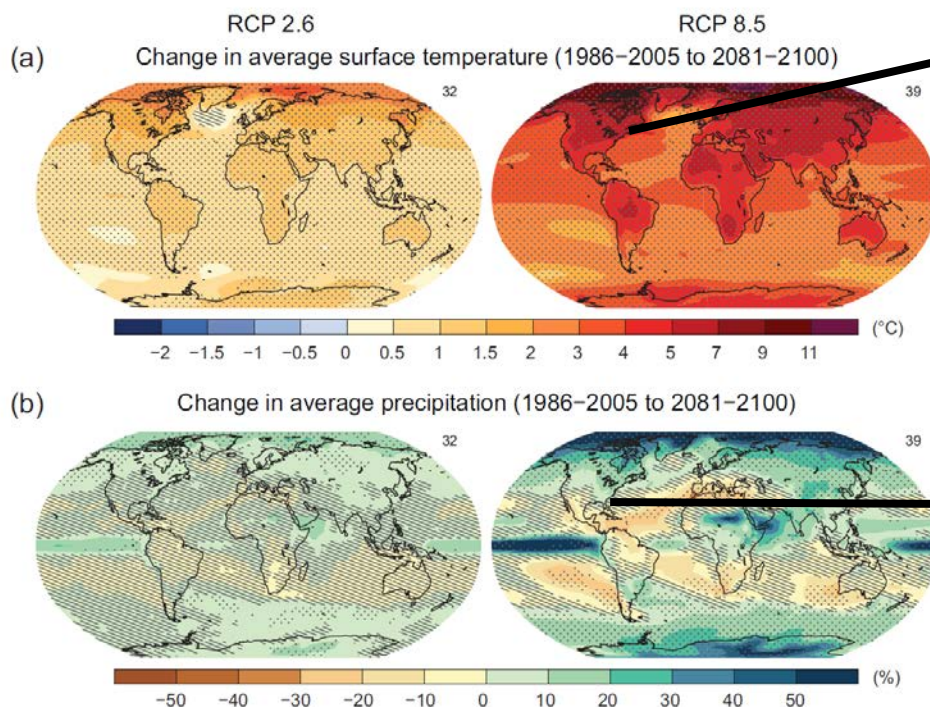 RCP 2.6 RCP 8.5
(a) Change in average surface temperature (1986−2005 to 2081−2100)
32 39
−2 −1.5 −1 −0.5 0 0.5 1 1.5 2 3 4 5 7 9 11 (°C)
(b) Change in average precipitation (1986−2005 to 2081−2100)
32 39
−50 −40 −30 −20 −10 0 10 20 30 40 50 (%)